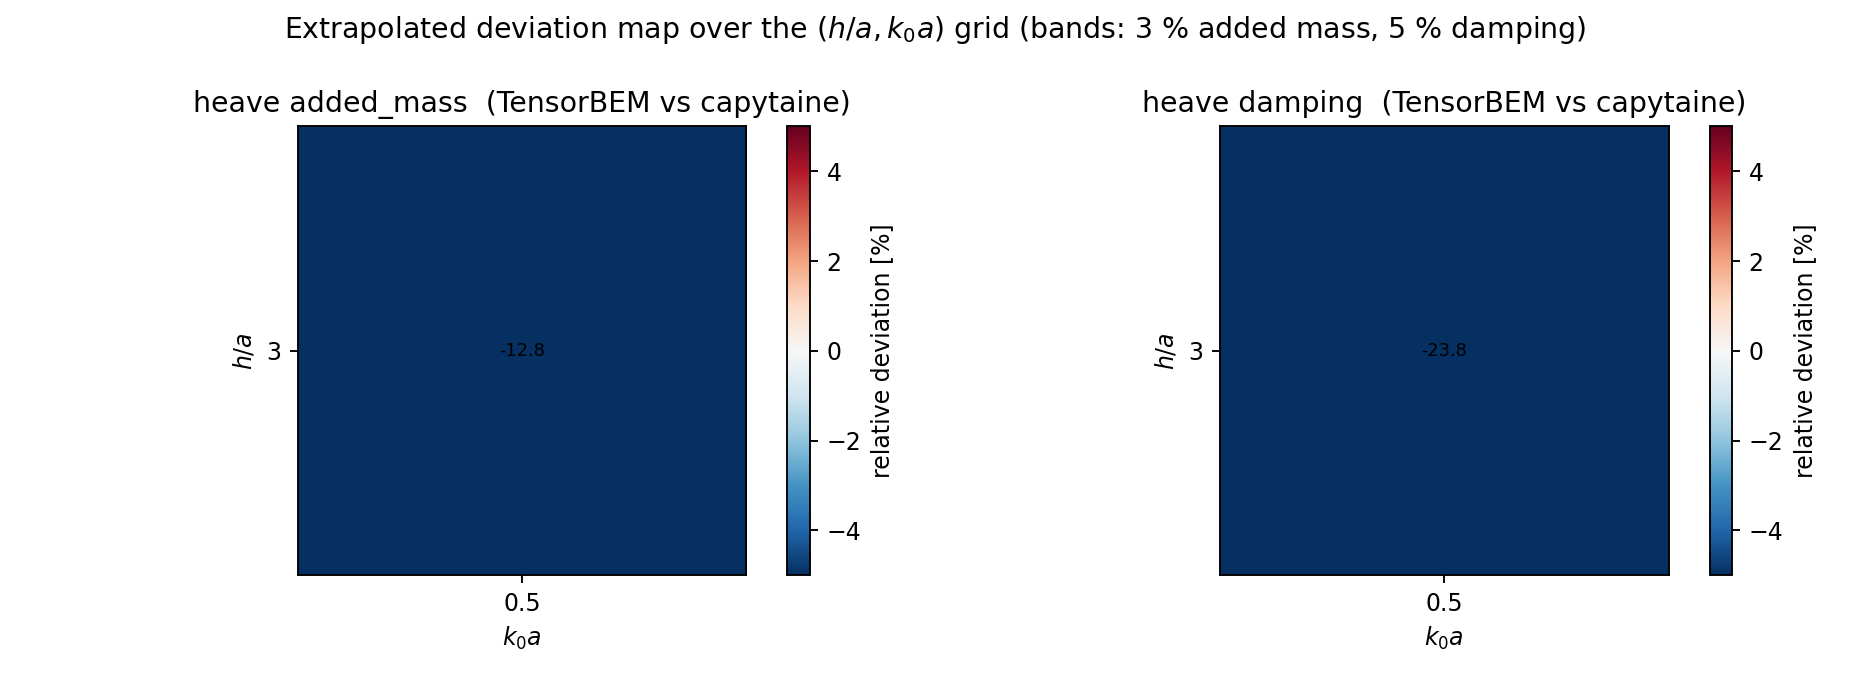 Extrapolated deviation map over the (h/a, k₀a) grid (bands: 3 % added mass, 5 % damping)
heave added_mass (TensorBEM vs capytaine)
h/a
3
-12.8
0.5
k₀a
4
2
0
−2
−4
relative deviation [%]
heave damping (TensorBEM vs capytaine)
h/a
3
-23.8
0.5
k₀a
4
2
0
−2
−4
relative deviation [%]